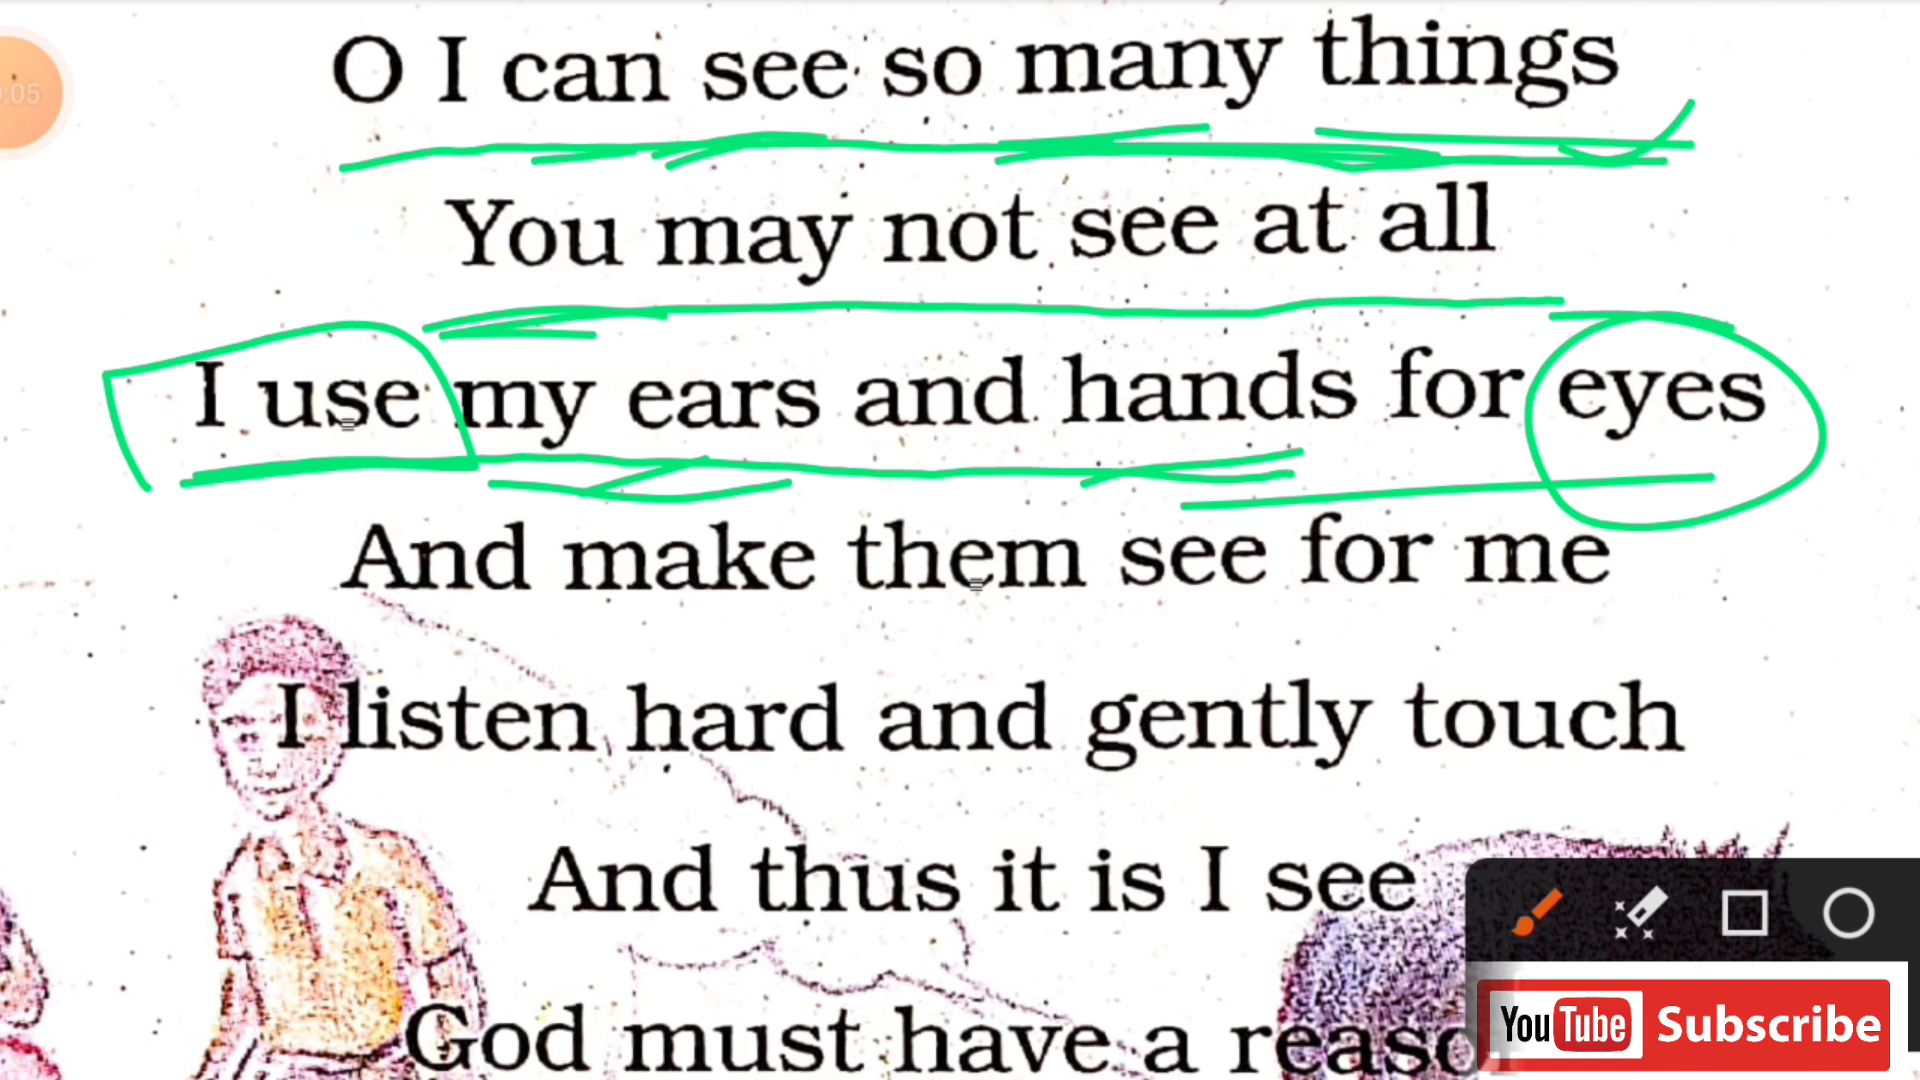 O I can see so many things
:05
You may not see at all
I use my ears and hands for eyes
And make them see for me
I listen hard and gently touch
And thus it is I see
God must have a
YouTube Subscribe